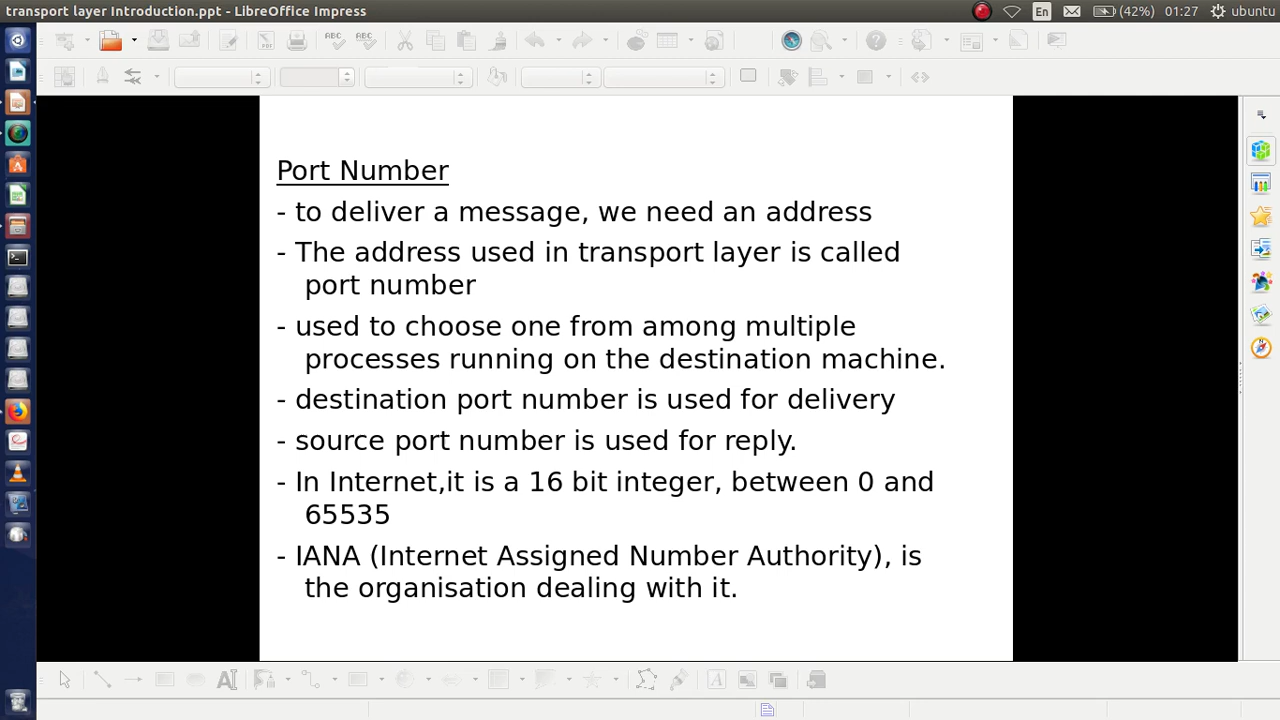 transport layer Introduction.ppt - LibreOffice Impress
En
(42%)
01:27
ubuntu
Port Number
- to deliver a message, we need an address
- The address used in transport layer is called
port number
- used to choose one from among multiple
processes running on the destination machine.
- destination port number is used for delivery
- source port number is used for reply.
- In Internet,it is a 16 bit integer, between 0 and
65535
- IANA (Internet Assigned Number Authority), is
the organisation dealing with it.